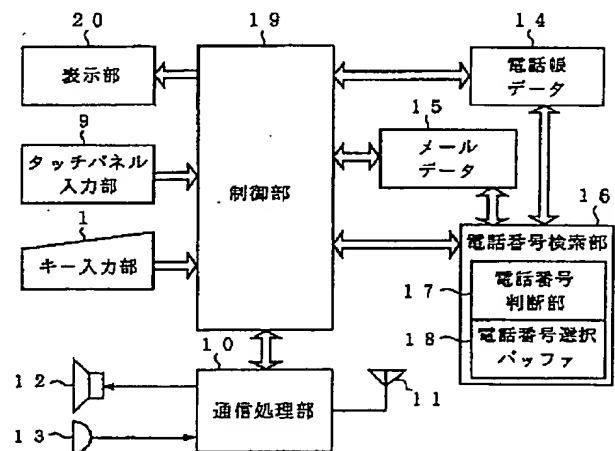 20
表示部
9
タッチパネル
入力部
1
キー入力部
19
制御部
14
電話帳
データ
15
メール
データ
16
電話番号検索部
17
電話番号
判断部
18
電話番号選択
バッファ
10
通信処理部
11
12
13